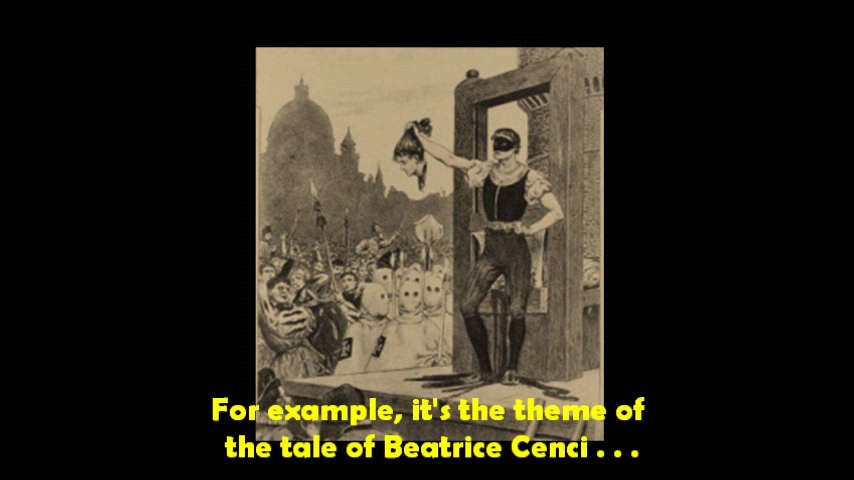 For example, it's the theme of
the tale of Beatrice Cenci . . .